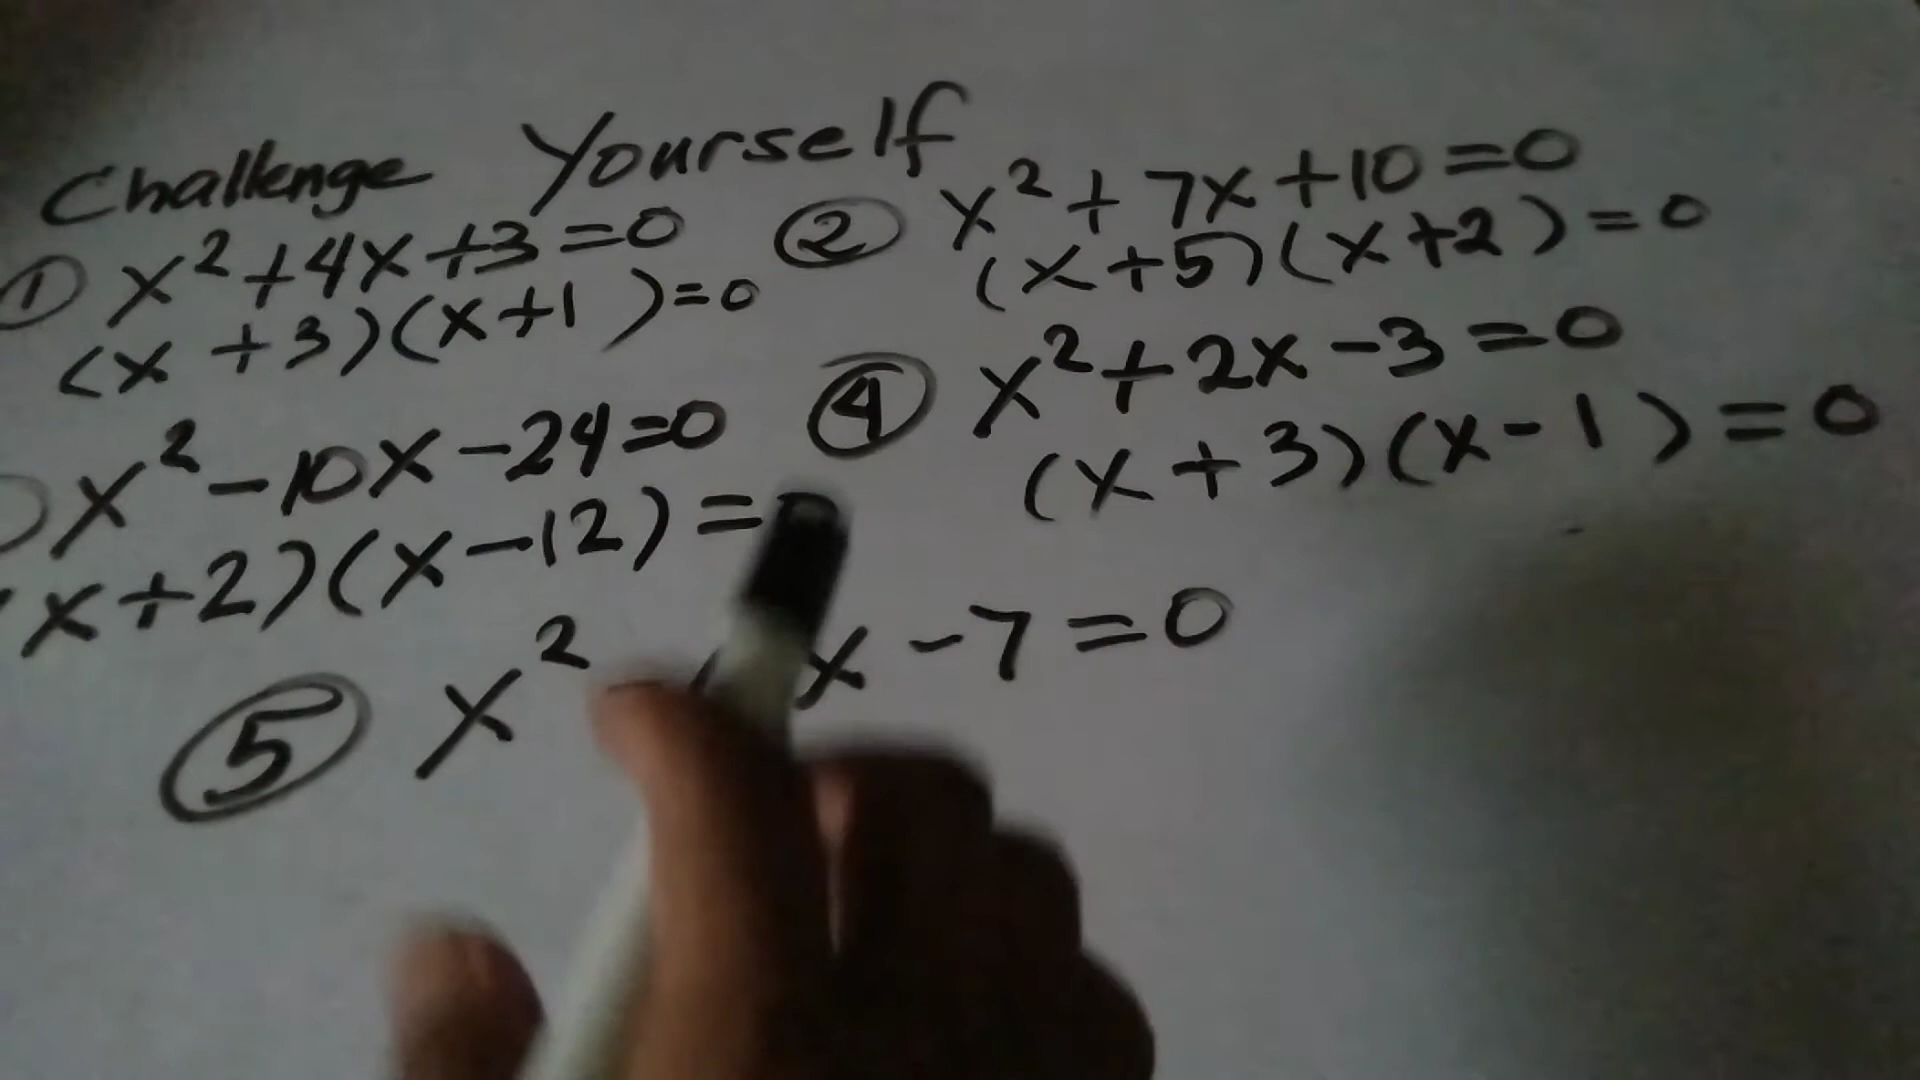 Challenge Yourself
① x²+4x+3=0
(x+3)(x+1)=0
② x²+7x+10=0
(x+5)(x+2)=0
x²-10x-24=0
(x+2)(x-12)=0
④ x²+2x-3=0
(x+3)(x-1)=0
⑤ x² x-7=0